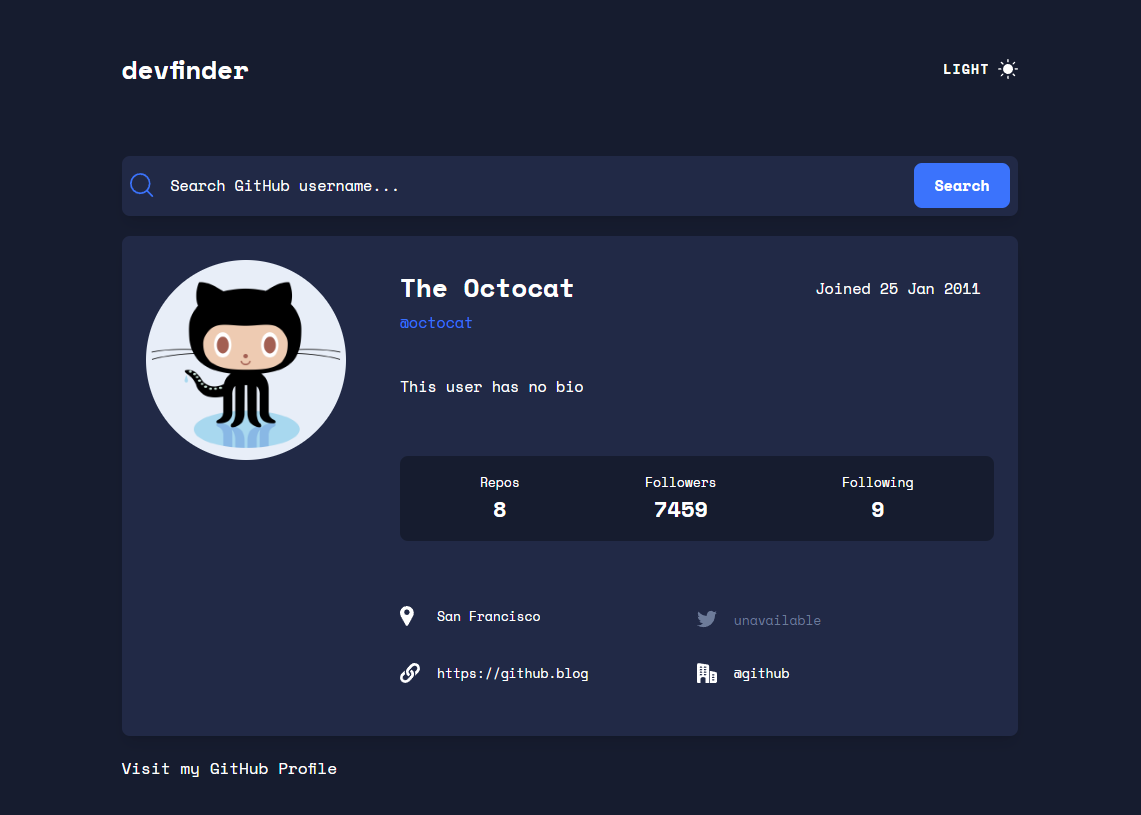 devfinder
LIGHT
Search GitHub username...
Search
The Octocat
Joined 25 Jan 2011
@octocat
This user has no bio
Repos
Followers
Following
8
7459
9
San Francisco
unavailable
https://github.blog
@github
Visit my GitHub Profile